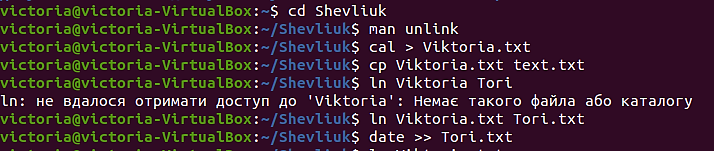 victoria@victoria-VirtualBox:~$ cd Shevliuk
victoria@victoria-VirtualBox:~/Shevliuk$ man unlink
victoria@victoria-VirtualBox:~/Shevliuk$ cal > Viktoria.txt
victoria@victoria-VirtualBox:~/Shevliuk$ cp Viktoria.txt text.txt
victoria@victoria-VirtualBox:~/Shevliuk$ ln Viktoria Tori
ln: не вдалося отримати доступ до 'Viktoria': Немає такого файла або каталогу
victoria@victoria-VirtualBox:~/Shevliuk$ ln Viktoria.txt Tori.txt
victoria@victoria-VirtualBox:~/Shevliuk$ date >> Tori.txt